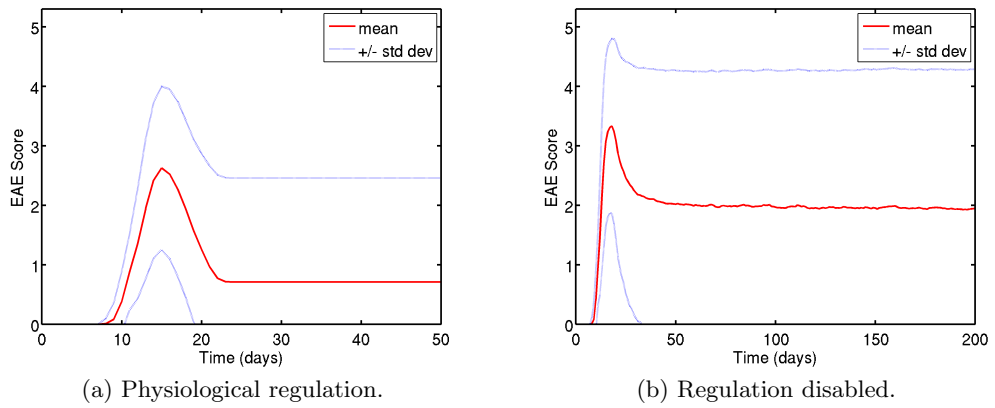 5
4
3
2
1
0
EAE Score
0 10 20 30 40 50
Time (days)
mean
+/- std dev
(a) Physiological regulation.
5
4
3
2
1
0
EAE Score
0 50 100 150 200
Time (days)
mean
+/- std dev
(b) Regulation disabled.